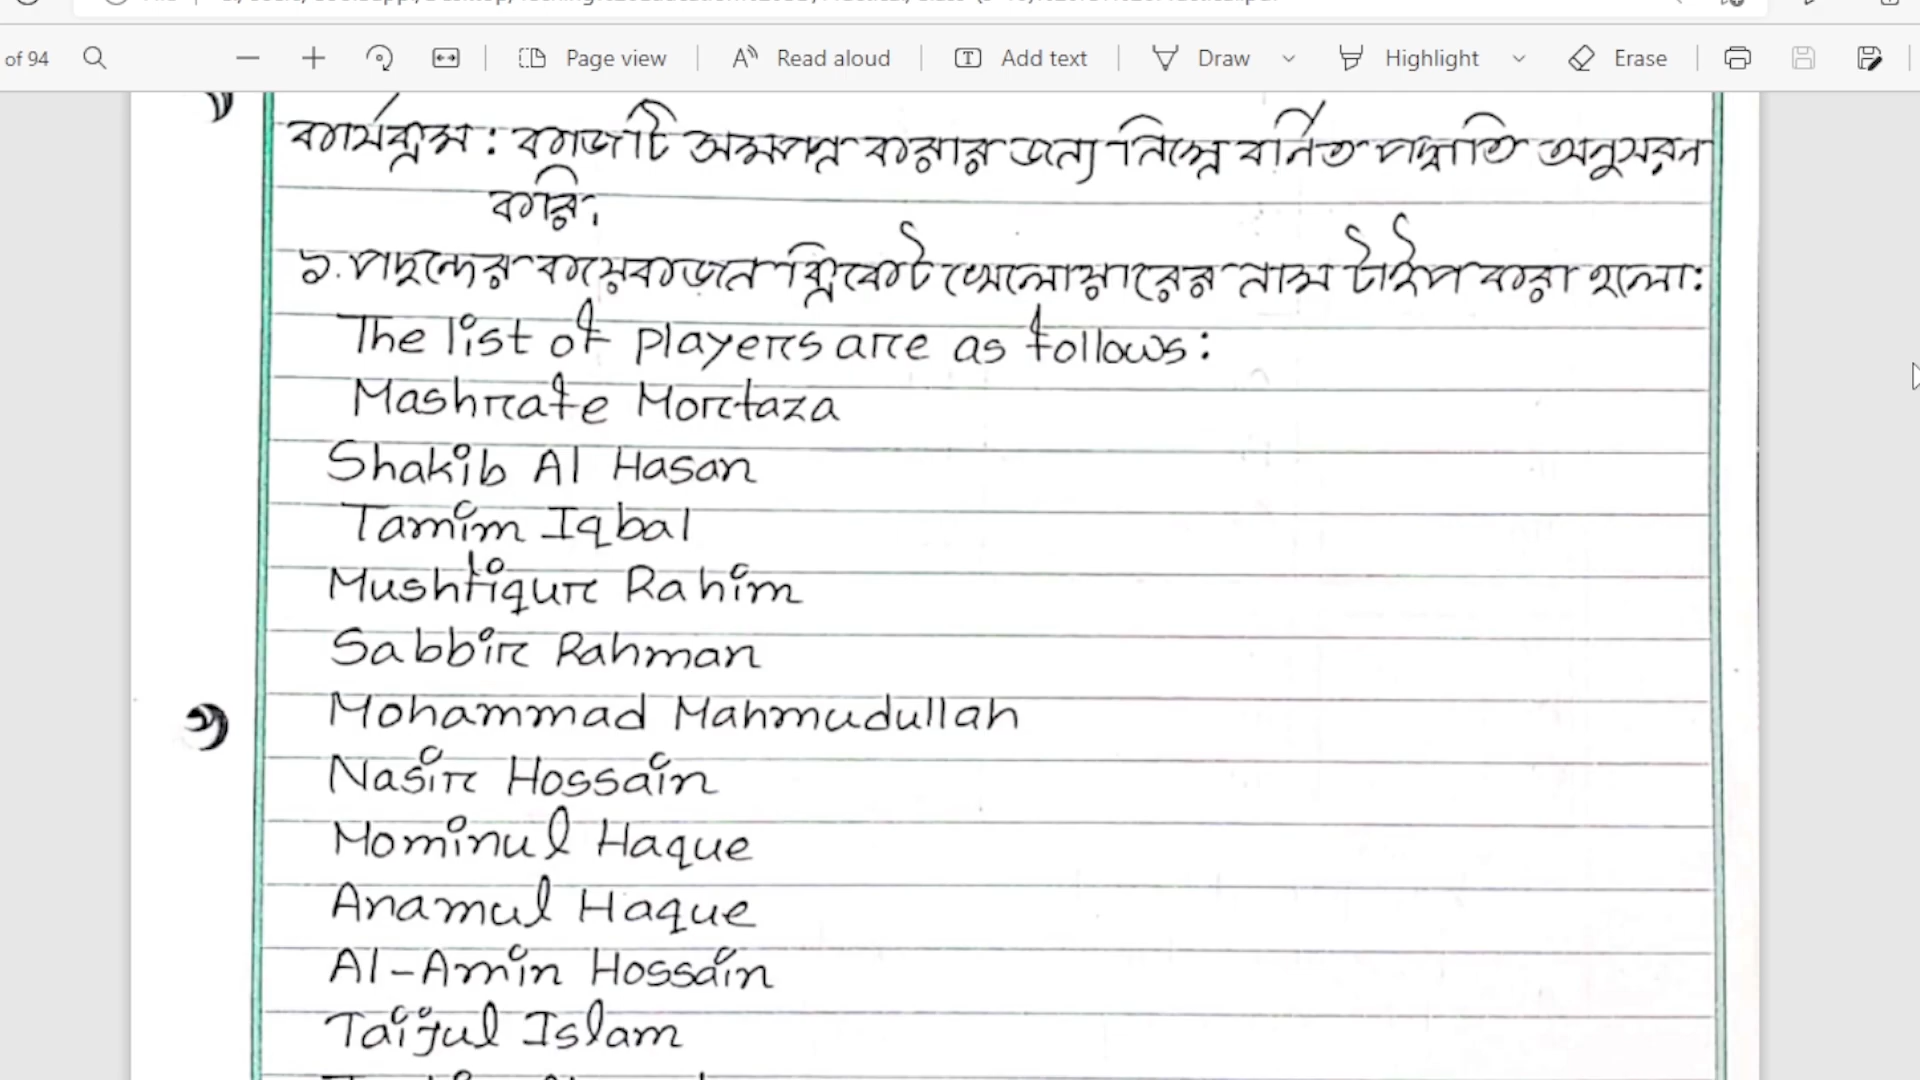 of 94 Page view Read aloud Add text Draw Highlight Erase
কার্যক্রম : কাজটি সম্পন্ন করার জন্য নিম্নে বর্নিত পদ্ধতি অনুসরন
করি।
১. পছন্দের কয়েকজন ক্রিকেট খেলোয়ারের নাম টাইপ করা হলো:
The list of players are as follows:
Mashrafe Mortaza
Shakib Al Hasan
Tamim Iqbal
Mushfiqur Rahim
Sabbir Rahman
Mohammad Mahmudullah
Nasir Hossain
Mominul Haque
Anamul Haque
Al-Amin Hossain
Taijul Islam